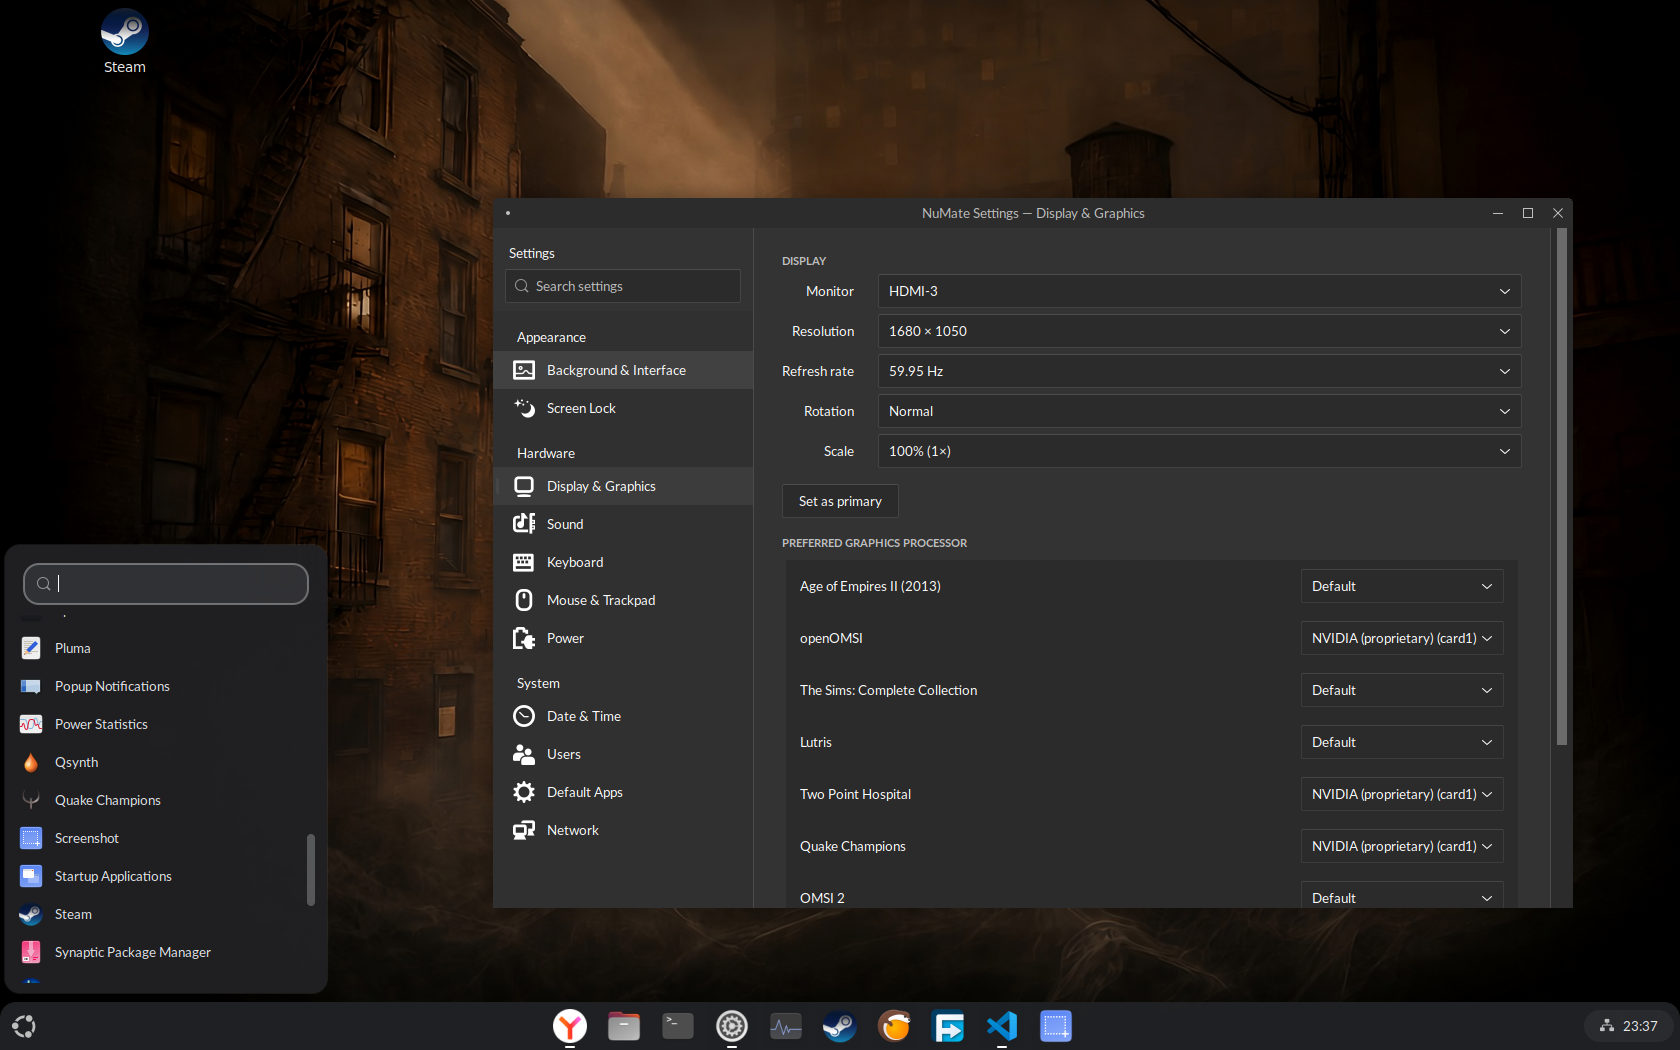 Steam
NuMate Settings — Display & Graphics
Settings
Search settings
Appearance
Background & Interface
Screen Lock
Hardware
Display & Graphics
Sound
Keyboard
Mouse & Trackpad
Power
System
Date & Time
Users
Default Apps
Network
DISPLAY
Monitor HDMI-3
Resolution 1680 × 1050
Refresh rate 59.95 Hz
Rotation Normal
Scale 100% (1×)
Set as primary
PREFERRED GRAPHICS PROCESSOR
Age of Empires II (2013) Default
openOMSI NVIDIA (proprietary) (card1)
The Sims: Complete Collection Default
Lutris Default
Two Point Hospital NVIDIA (proprietary) (card1)
Quake Champions NVIDIA (proprietary) (card1)
OMSI 2 Default
Pluma
Popup Notifications
Power Statistics
Qsynth
Quake Champions
Screenshot
Startup Applications
Steam
Synaptic Package Manager
23:37